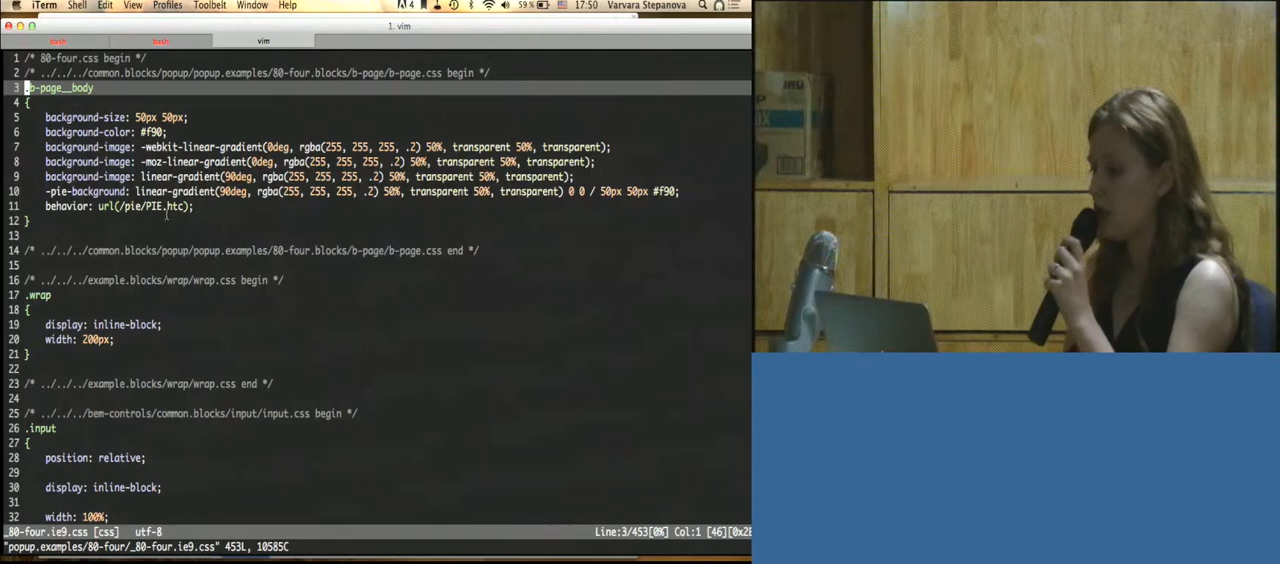 iTerm Shell Edit View Profiles Toolbelt Window Help 4 59% 17:50 Varvara Stepanova
1. vim
bash bash vim
1 /* 80-four.css begin */
2 /* ../../../common.blocks/popup/popup.examples/80-four.blocks/b-page/b-page.css begin */
3 .b-page__body
4 {
5 background-size: 50px 50px;
6 background-color: #f90;
7 background-image: -webkit-linear-gradient(0deg, rgba(255, 255, 255, .2) 50%, transparent 50%, transparent);
8 background-image: -moz-linear-gradient(0deg, rgba(255, 255, 255, .2) 50%, transparent 50%, transparent);
9 background-image: linear-gradient(90deg, rgba(255, 255, 255, .2) 50%, transparent 50%, transparent);
10 -pie-background: linear-gradient(90deg, rgba(255, 255, 255, .2) 50%, transparent 50%, transparent) 0 0 / 50px 50px #f90;
11 behavior: url(/pie/PIE.htc);
12 }
13
14 /* ../../../common.blocks/popup/popup.examples/80-four.blocks/b-page/b-page.css end */
15
16 /* ../../../example.blocks/wrap/wrap.css begin */
17 .wrap
18 {
19 display: inline-block;
20 width: 200px;
21 }
22
23 /* ../../../example.blocks/wrap/wrap.css end */
24
25 /* ../../../bem-controls/common.blocks/input/input.css begin */
26 .input
27 {
28 position: relative;
29
30 display: inline-block;
31
32 width: 100%;
_80-four.ie9.css [css] utf-8 Line:3/453[0%] Col:1 [46][0x2E
"popup.examples/80-four/_80-four.ie9.css" 453L, 10585C